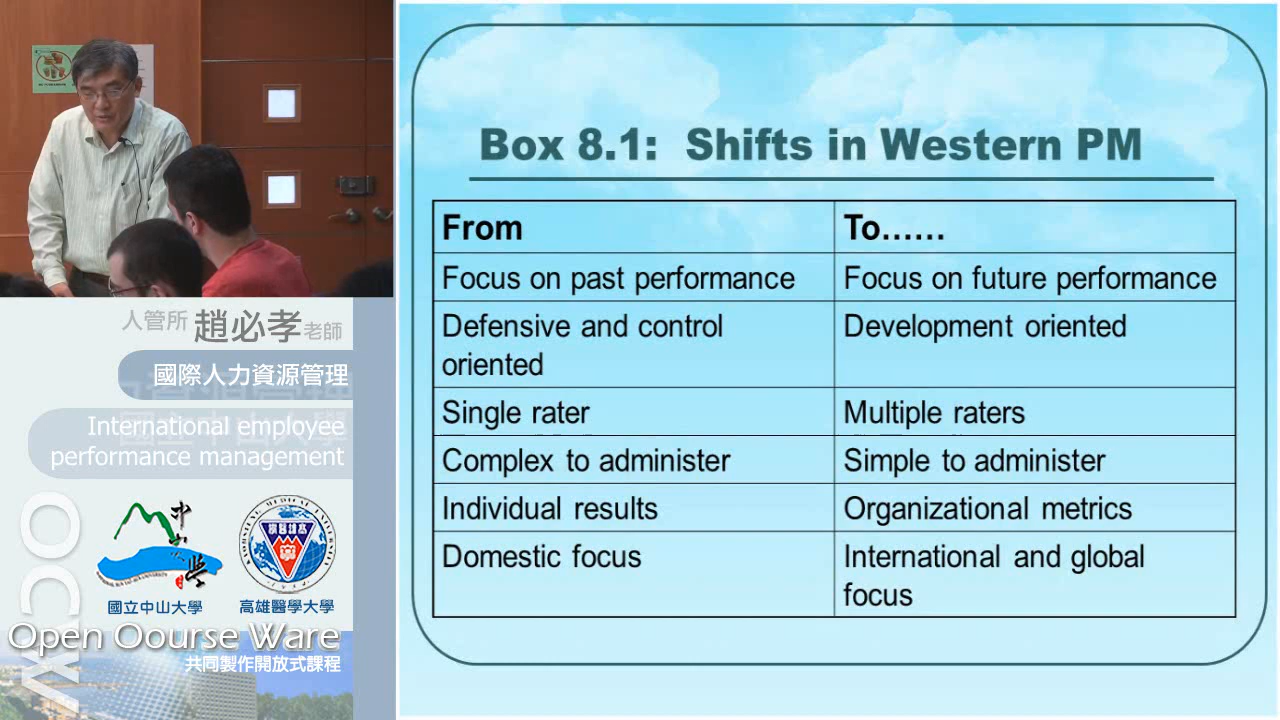 Box 8.1: Shifts in Western PM
From
To......
Focus on past performance
Focus on future performance
Defensive and control
oriented
Development oriented
Single rater
Multiple raters
Complex to administer
Simple to administer
Individual results
Organizational metrics
Domestic focus
International and global
focus
人管所 趙必孝老師
國際人力資源管理
International employee
performance management
OCW
中山大學
國立中山大學
高雄醫學大學
Open Oourse Ware
共同製作開放式課程